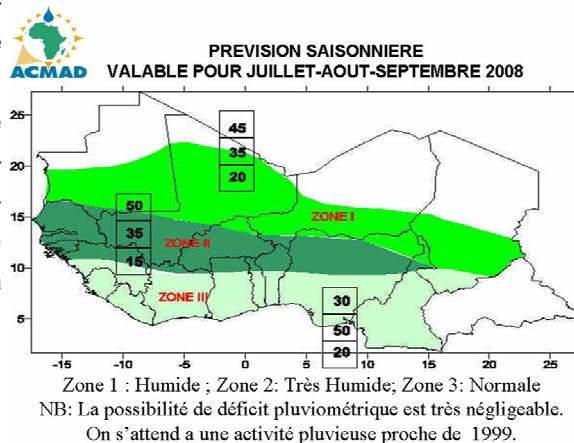 ACMAD
PREVISION SAISONNIERE
VALABLE POUR JUILLET-AOUT-SEPTEMBRE 2008
25
20
15
10
5
45
35
20
ZONE I
50
35
15
ZONE II
ZONE III
30
50
20
-15 -10 -5 0 5 10 15 20 25
Zone 1 : Humide ; Zone 2: Très Humide; Zone 3: Normale
NB: La possibilité de déficit pluviométrique est très négligeable.
On s’attend a une activité pluvieuse proche de 1999.